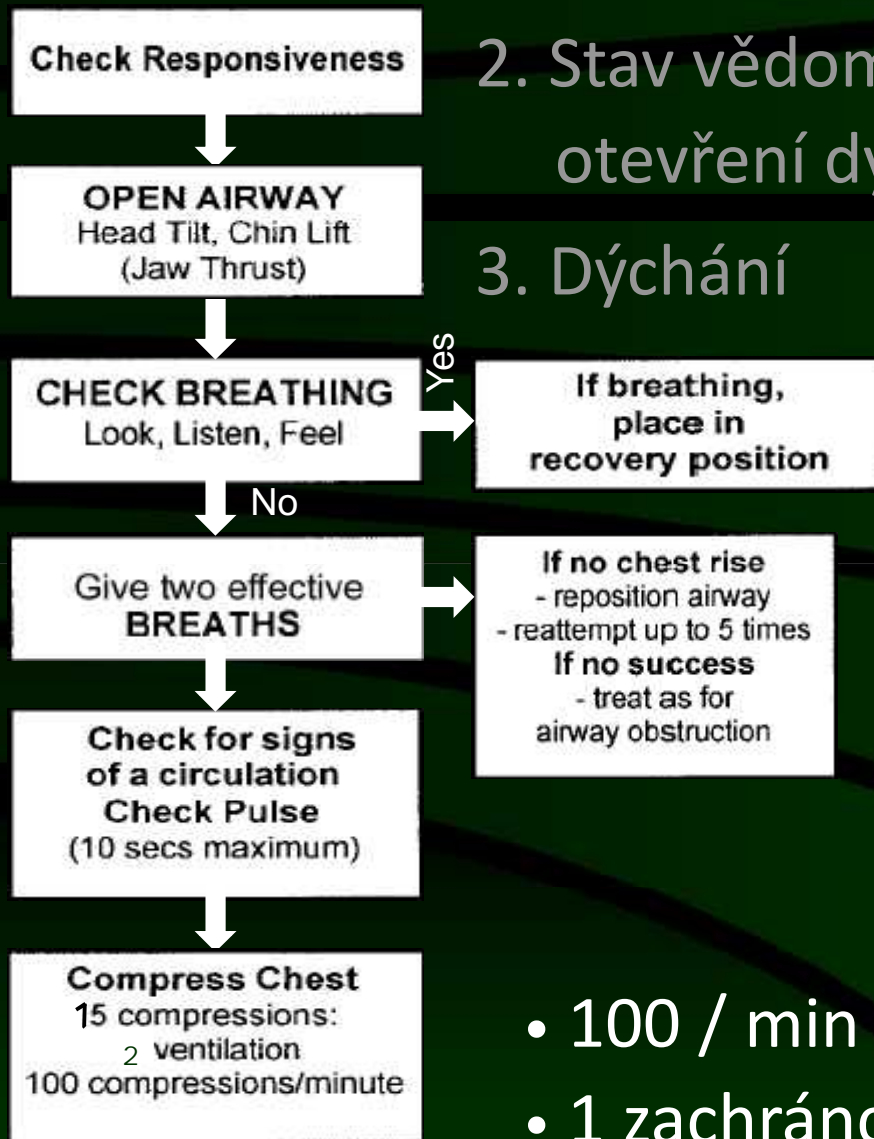 Check Responsiveness
2. Stav
otevření
OPEN AIRWAY
Head Tilt, Chin Lift
(Jaw Thrust)
3. Dýchání
CHECK BREATHING
Look, Listen, Feel
Yes
If breathing,
place in
recovery position
No
Give two effective
BREATHS
If no chest rise
- reposition airway
- reattempt up to 5 times
If no success
- treat as for
airway obstruction
Check for signs
of a circulation
Check Pulse
(10 secs maximum)
Compress Chest
15 compressions:
2 ventilation
100 compressions/minute
• 100 / min
• 1